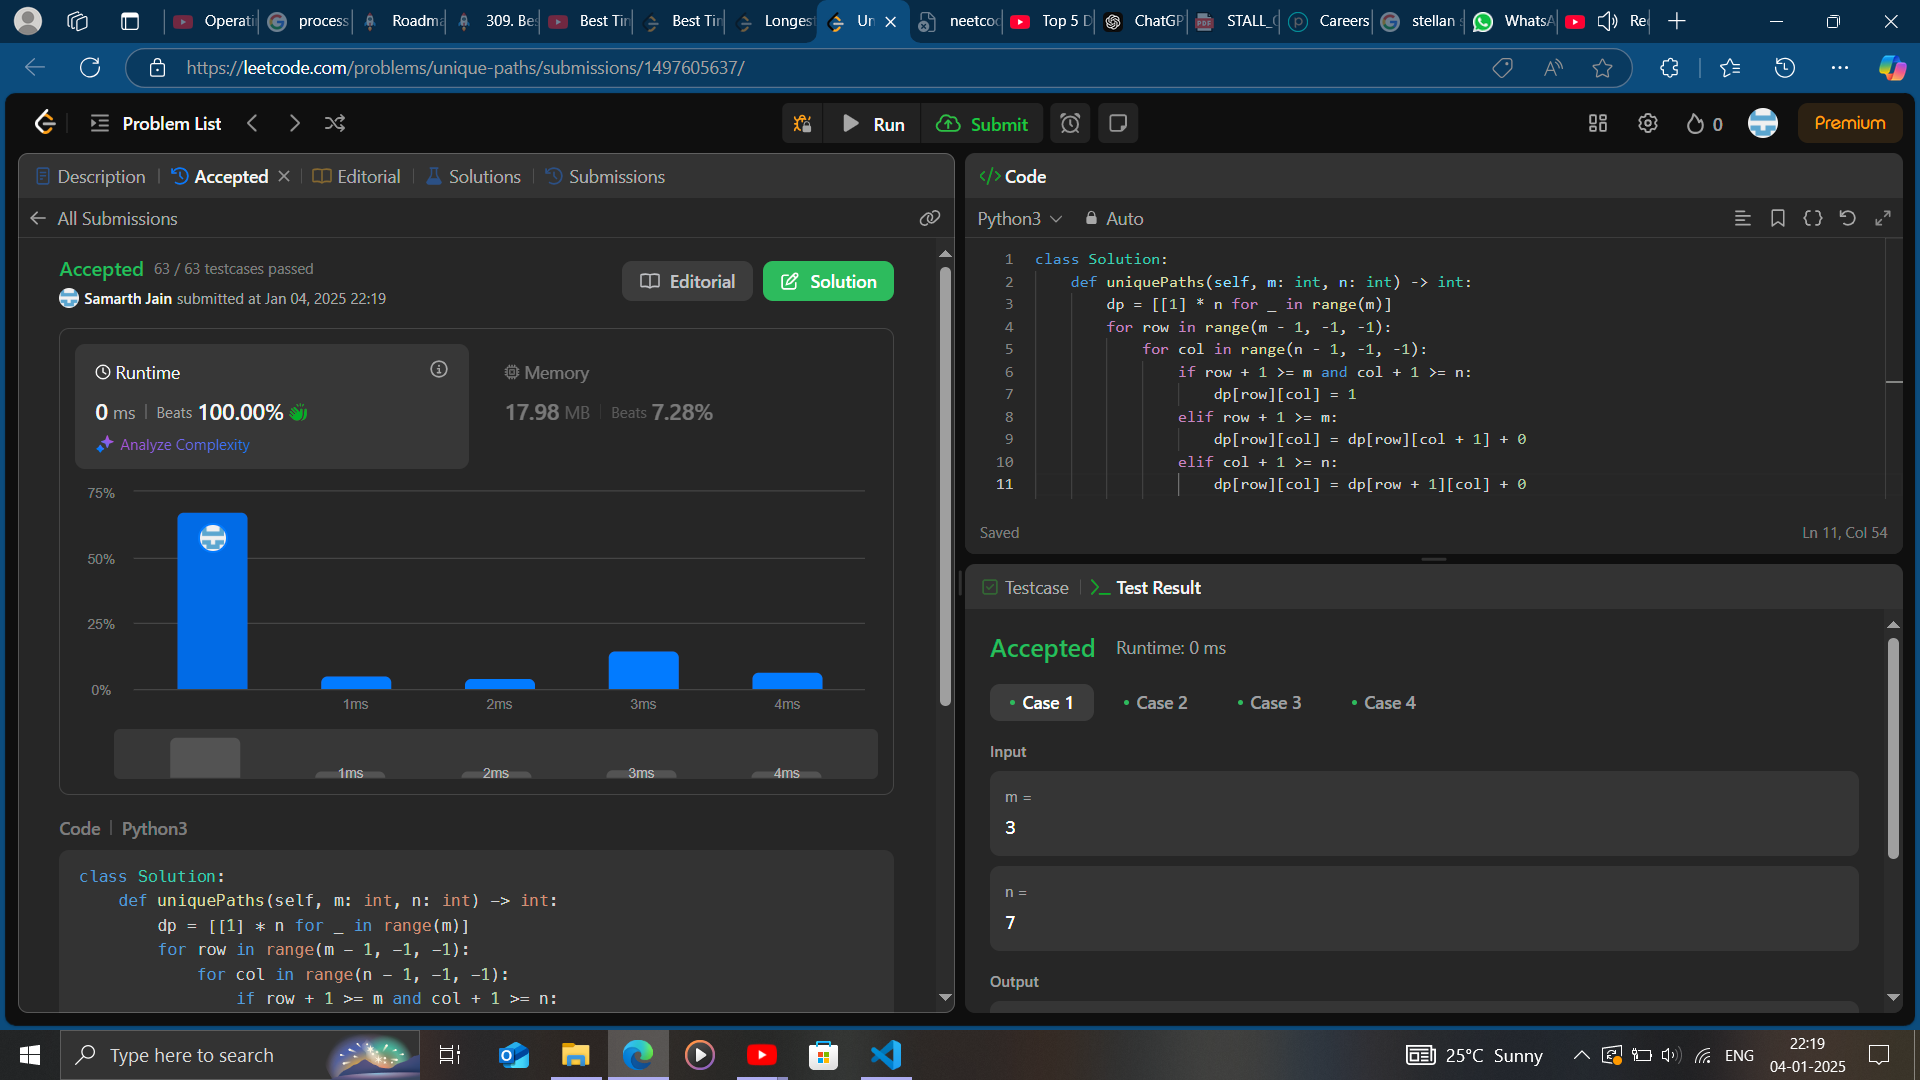 Operati
process
Roadma
309. Be
Best Tin
Best Tin
Longes
Un
neetco
Top 5 D
ChatGP
STALL_
Careers
stellan
WhatsA
Re
https://leetcode.com/problems/unique-paths/submissions/1497605637/
Problem List
Run
Submit
0
Premium
Description
Accepted
Editorial
Solutions
Submissions
All Submissions
Accepted 63 / 63 testcases passed
Samarth Jain submitted at Jan 04, 2025 22:19
Editorial
Solution
Runtime
0 ms | Beats 100.00%
Analyze Complexity
Memory
17.98 MB | Beats 7.28%
75%
50%
25%
0%
1ms
2ms
3ms
4ms
1ms
2ms
3ms
4ms
Code | Python3
class Solution:
    def uniquePaths(self, m: int, n: int) -> int:
        dp = [[1] * n for _ in range(m)]
        for row in range(m - 1, -1, -1):
            for col in range(n - 1, -1, -1):
                if row + 1 >= m and col + 1 >= n:
</> Code
Python3
Auto
1 class Solution:
2     def uniquePaths(self, m: int, n: int) -> int:
3         dp = [[1] * n for _ in range(m)]
4         for row in range(m - 1, -1, -1):
5             for col in range(n - 1, -1, -1):
6                 if row + 1 >= m and col + 1 >= n:
7                     dp[row][col] = 1
8                 elif row + 1 >= m:
9                     dp[row][col] = dp[row][col + 1] + 0
10                 elif col + 1 >= n:
11                     dp[row][col] = dp[row + 1][col] + 0
Saved
Ln 11, Col 54
Testcase
Test Result
Accepted Runtime: 0 ms
Case 1
Case 2
Case 3
Case 4
Input
m =
3
n =
7
Output
Type here to search
25°C Sunny
ENG
22:19
04-01-2025